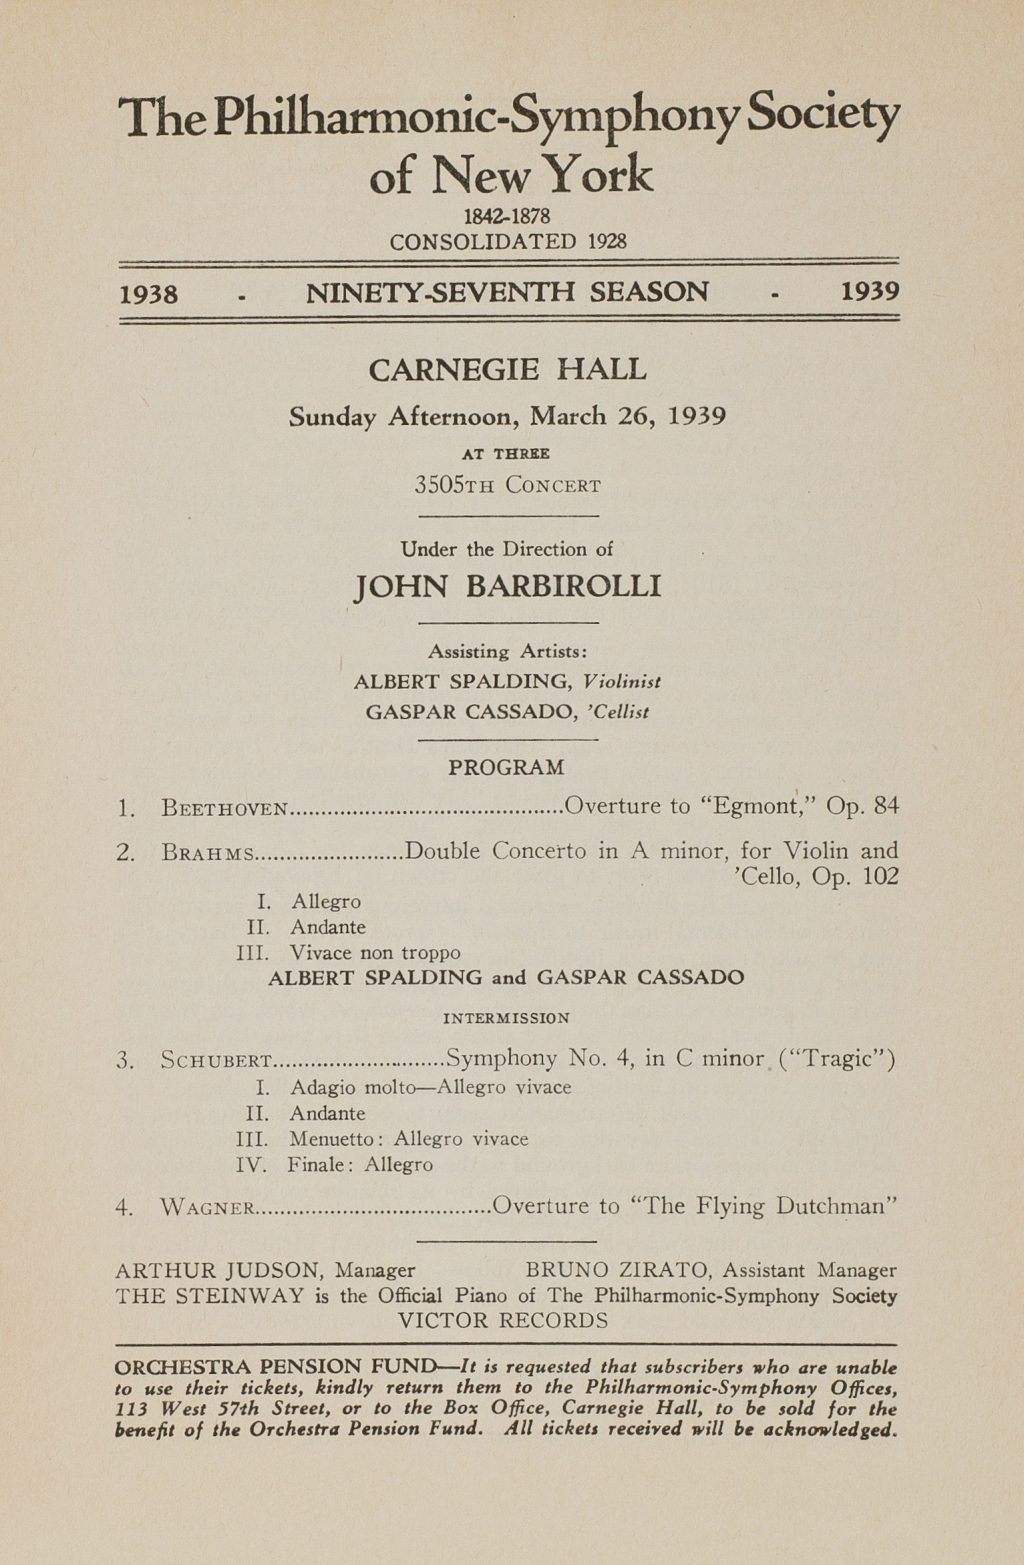 The Philharmonic-Symphony Society
of New York
1842-1878
CONSOLIDATED 1928
1938 - NINETY-SEVENTH SEASON - 1939
CARNEGIE HALL
Sunday Afternoon, March 26, 1939
AT THREE
3505TH CONCERT
Under the Direction of
JOHN BARBIROLLI
Assisting Artists:
ALBERT SPALDING, Violinist
GASPAR CASSADO, 'Cellist
PROGRAM
1. BEETHOVEN............................................Overture to "Egmont," Op. 84
2. BRAHMS........................Double Concerto in A minor, for Violin and
'Cello, Op. 102
I. Allegro
II. Andante
III. Vivace non troppo
ALBERT SPALDING and GASPAR CASSADO
INTERMISSION
3. SCHUBERT............................Symphony No. 4, in C minor ("Tragic")
I. Adagio molto—Allegro vivace
II. Andante
III. Menuetto: Allegro vivace
IV. Finale: Allegro
4. WAGNER......................................Overture to "The Flying Dutchman"
ARTHUR JUDSON, Manager BRUNO ZIRATO, Assistant Manager
THE STEINWAY is the Official Piano of The Philharmonic-Symphony Society
VICTOR RECORDS
ORCHESTRA PENSION FUND—It is requested that subscribers who are unable
to use their tickets, kindly return them to the Philharmonic-Symphony Offices,
113 West 57th Street, or to the Box Office, Carnegie Hall, to be sold for the
benefit of the Orchestra Pension Fund. All tickets received will be acknowledged.